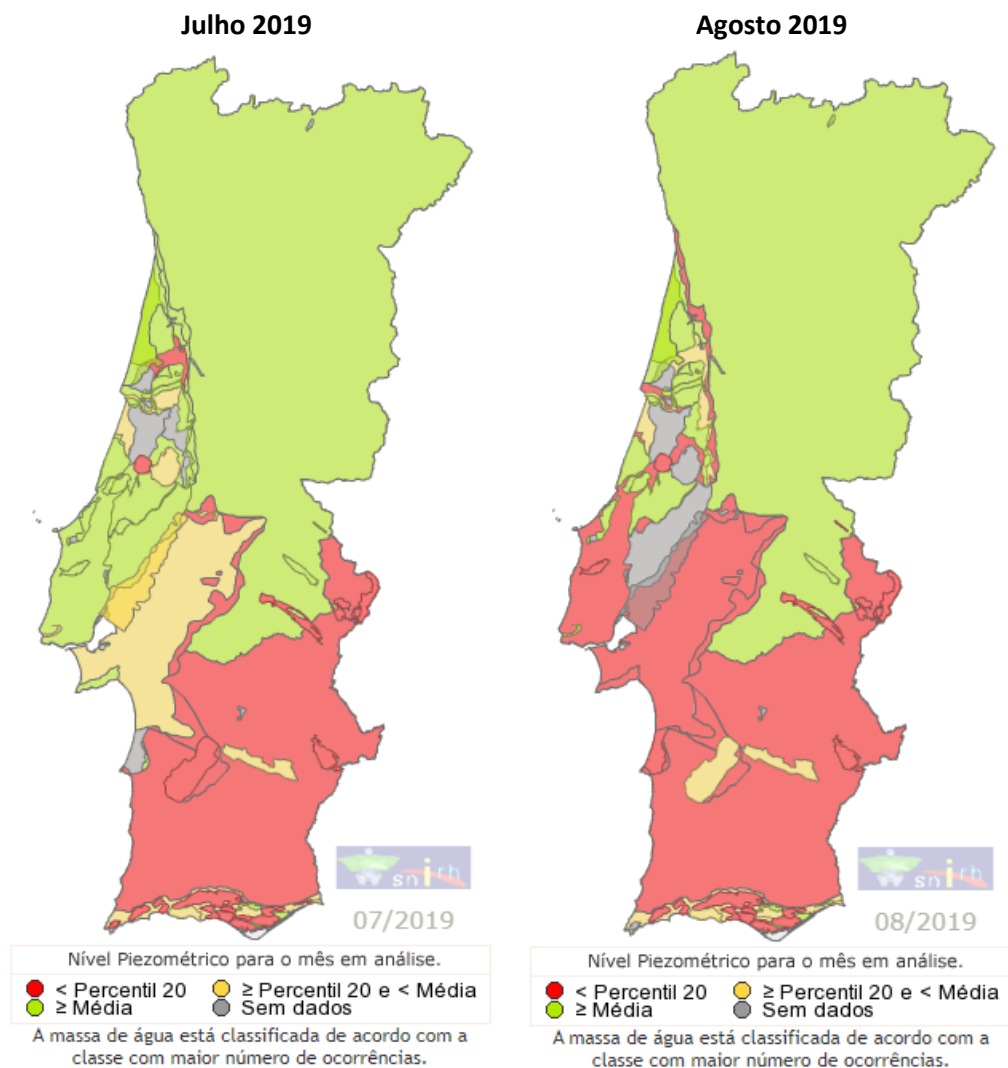 Julho 2019
snirh
07/2019
Nível Piezométrico para o mês em análise.
< Percentil 20 ≥ Percentil 20 e < Média
≥ Média Sem dados
A massa de água está classificada de acordo com a
classe com maior número de ocorrências.
Agosto 2019
snirh
08/2019
Nível Piezométrico para o mês em análise.
< Percentil 20 ≥ Percentil 20 e < Média
≥ Média Sem dados
A massa de água está classificada de acordo com a
classe com maior número de ocorrências.